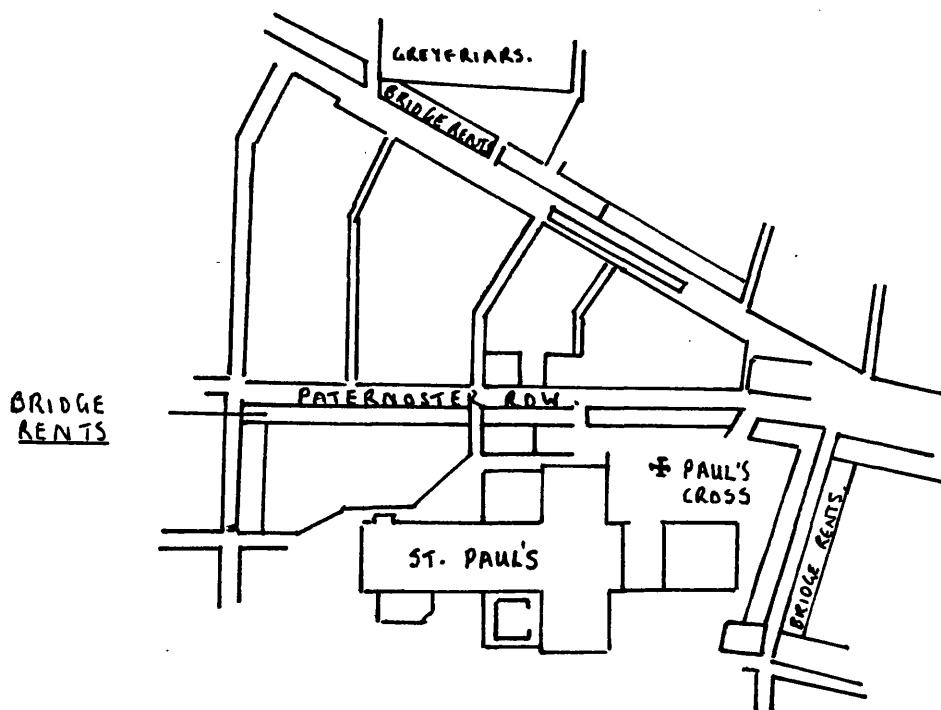 GREYFRIARS.
BRIDGE RENTS
BRIDGE
RENTS
PATERNOSTER ROW.
PAUL'S
CROSS
ST. PAUL'S
BRIDGE RENTS.